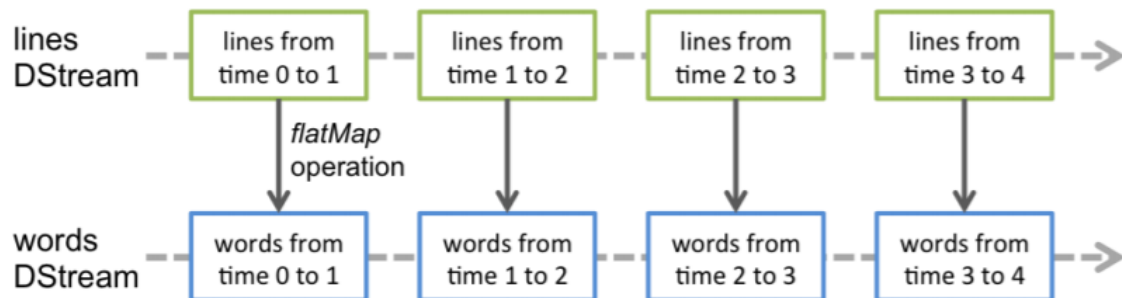 lines
DStream
lines from
time 0 to 1
lines from
time 1 to 2
lines from
time 2 to 3
lines from
time 3 to 4
flatMap
operation
words
DStream
words from
time 0 to 1
words from
time 1 to 2
words from
time 2 to 3
words from
time 3 to 4